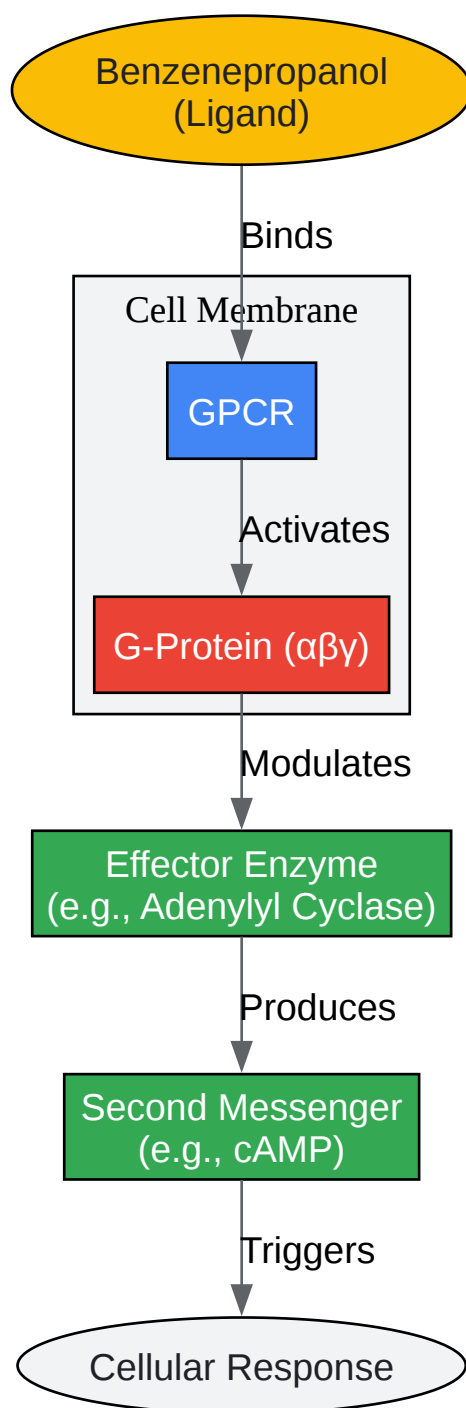 Benzenepropanol
(Ligand)
Binds
Cell Membrane
GPCR
Activates
G-Protein (αβγ)
Modulates
Effector Enzyme
(e.g., Adenylyl Cyclase)
Produces
Second Messenger
(e.g., cAMP)
Triggers
Cellular Response